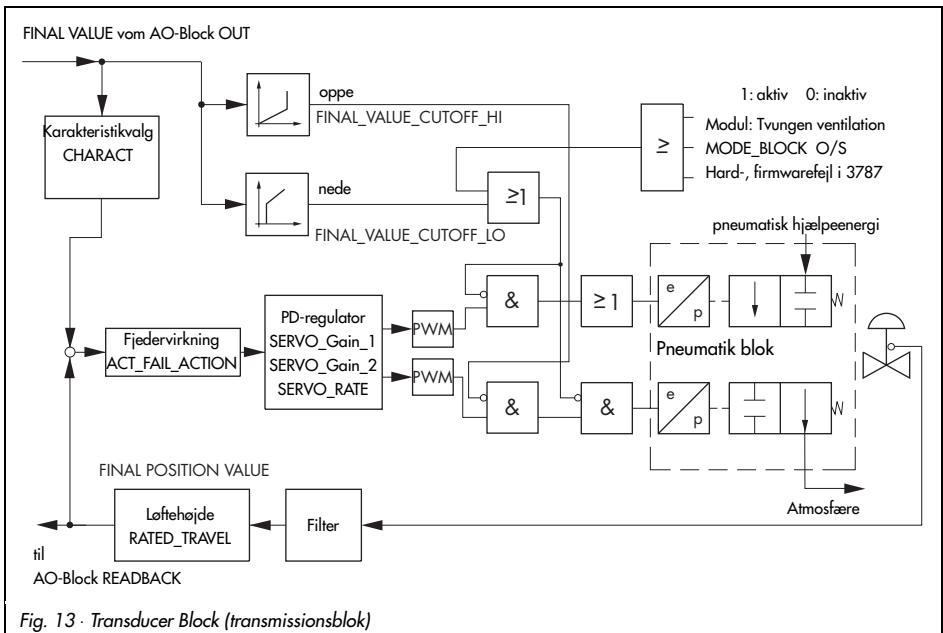 FINAL VALUE vom AO-Block OUT
oppe
FINAL_VALUE_CUTOFF_HI
1: aktiv 0: inaktiv
Karakteristikvalg
CHARACT
≥
Modul: Tvungen ventilation
MODE_BLOCK O/S
Hard-, firmwarefejl i 3787
nede
FINAL_VALUE_CUTOFF_LO
≥1
pneumatisk hjælpeenergi
Fjedervirkning
ACT_FAIL_ACTION
PD-regulator
SERVO_Gain_1
SERVO_Gain_2
SERVO_RATE
PWM
PWM
&
≥1
e
p
Pneumatik blok
&
&
e
p
FINAL POSITION VALUE
Løftehøjde
RATED_TRAVEL
Filter
Atmosfære
til
AO-Block READBACK
Fig. 13 · Transducer Block (transmissionsblok)